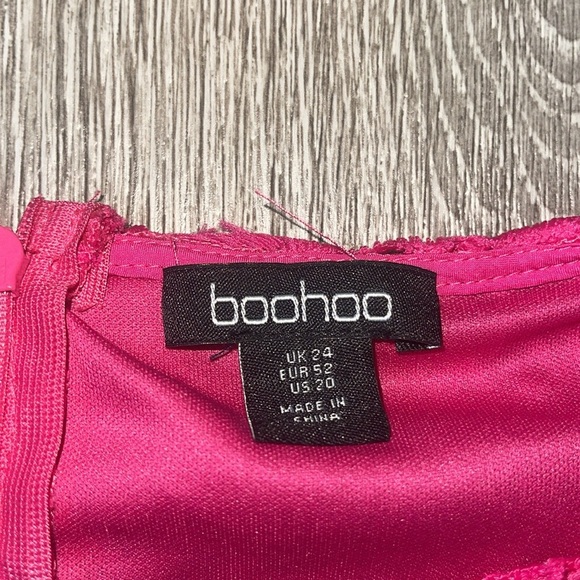 boohoo
UK 24
EUR 52
US 20
MADE IN
CHINA